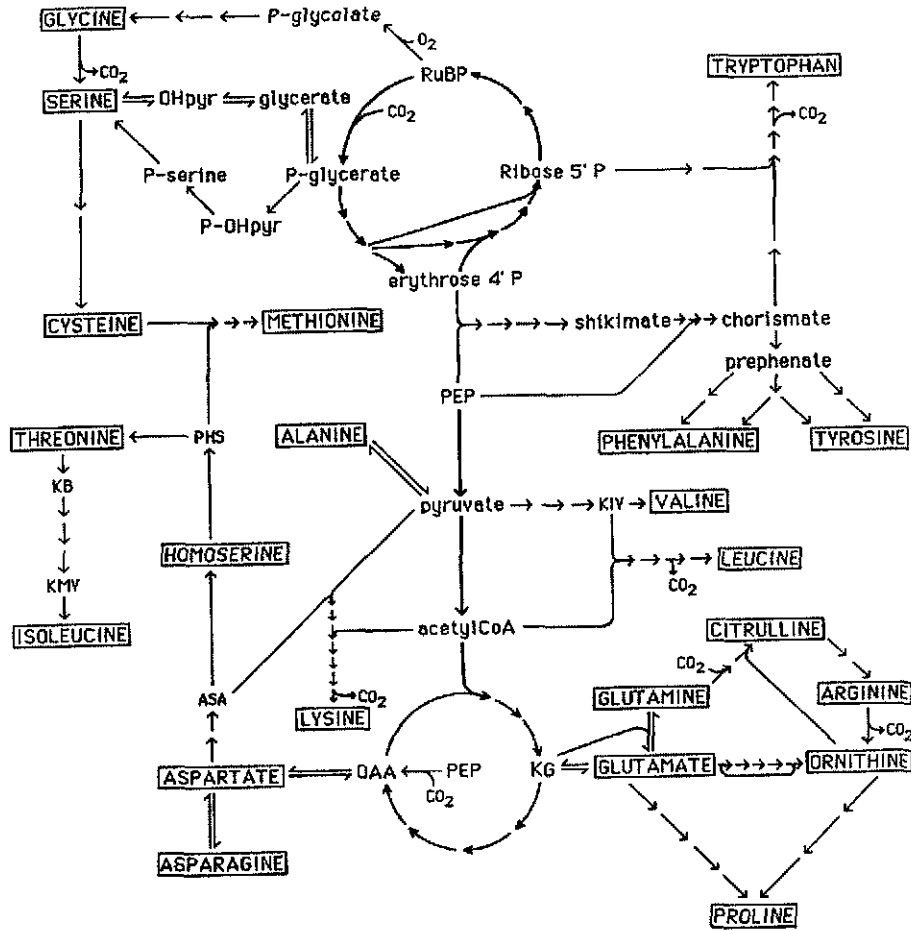 GLYCINE
P-glycolate
O2
CO2
RuBP
TRYPTOPHAN
SERINE
OHpyr
glycerate
CO2
CO2
P-serine
P-glycerate
Ribose 5' P
P-OHpyr
erythrose 4' P
CYSTEINE
METHIONINE
shikimate
chorismate
prephenate
PEP
THREONINE
PHS
ALANINE
PHENYLALANINE
TYROSINE
KB
pyruvate
KIV
VALINE
HOMOSERINE
LEUCINE
CO2
KMV
ISOLEUCINE
acetylCoA
CITRULLINE
CO2
ASA
CO2
LYSINE
GLUTAMINE
ARGININE
CO2
ASPARTATE
OAA
PEP
CO2
KG
GLUTAMATE
ORNITHINE
ASPARAGINE
PROLINE